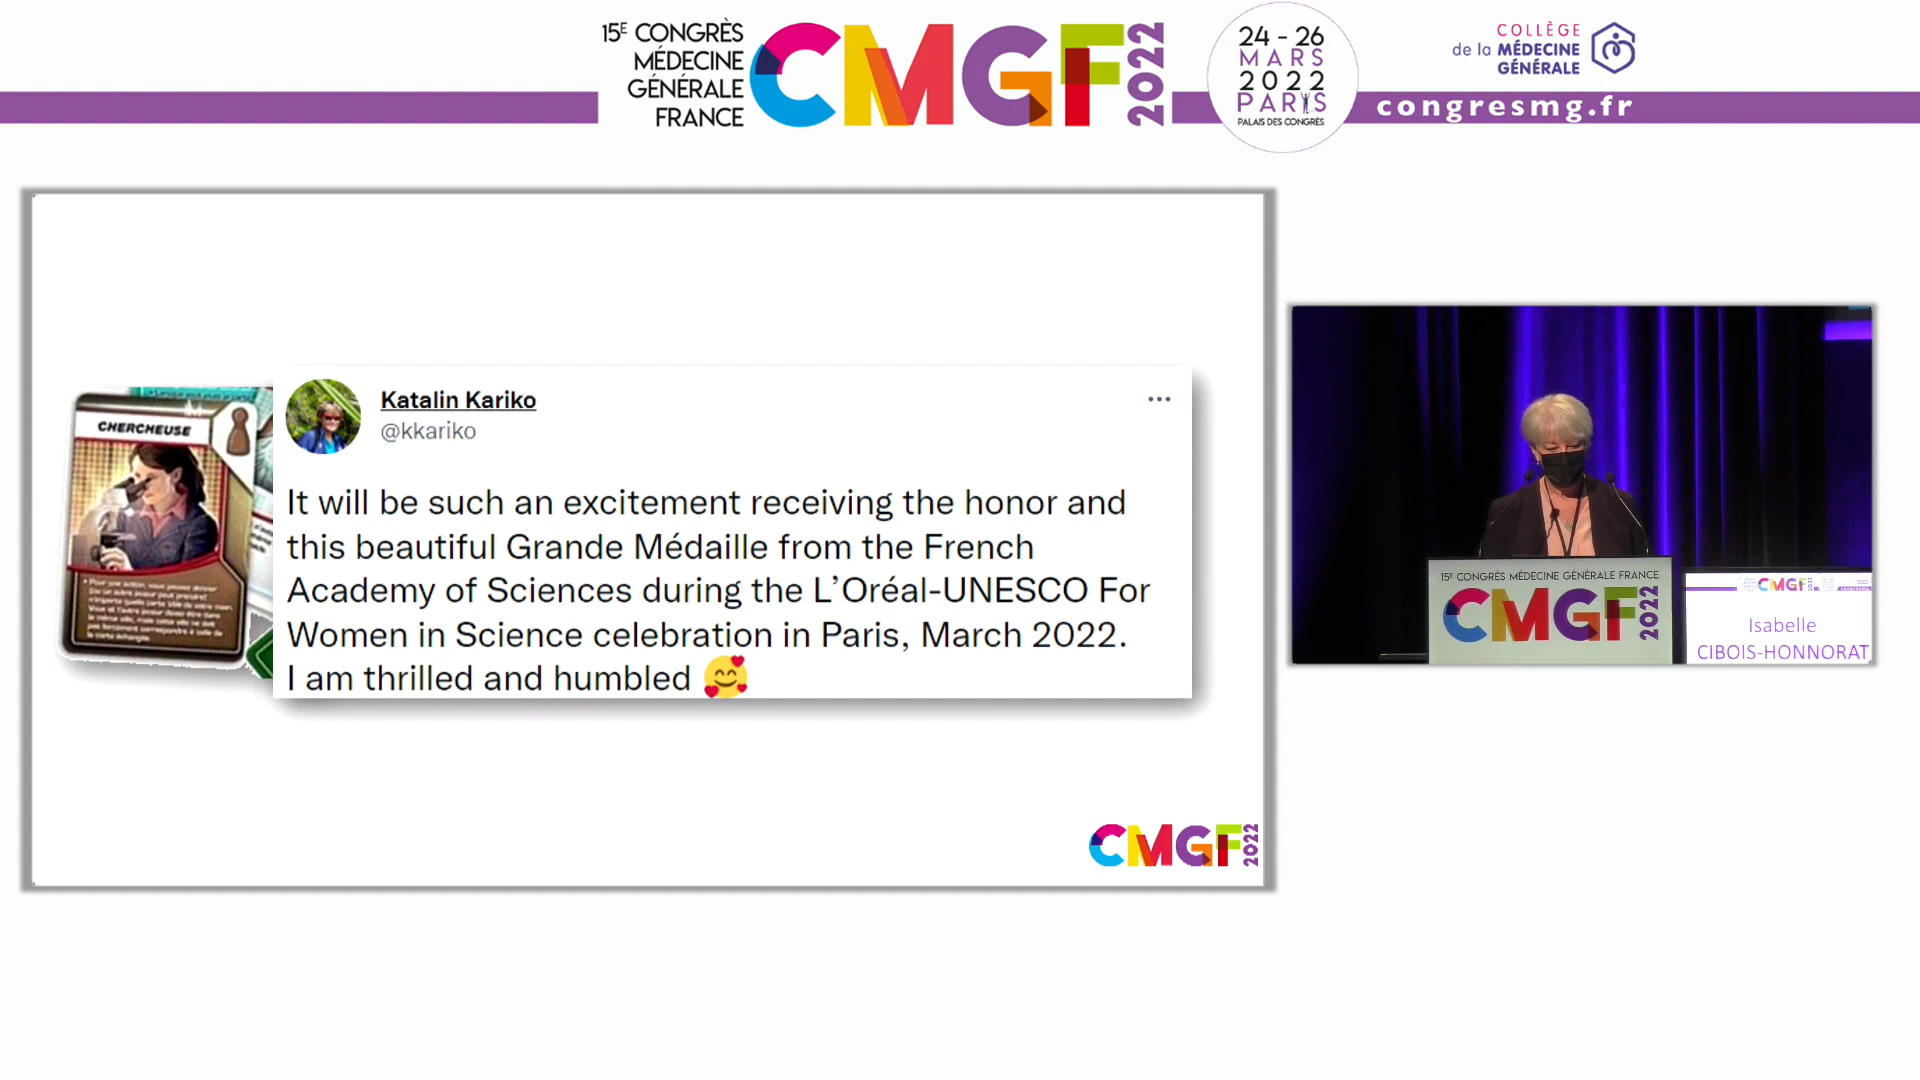 15E CONGRÈS
MÉDECINE
GÉNÉRALE
FRANCE
CMGF
2022
24 - 26
MARS
2022
PARIS
PALAIS DES CONGRÈS
COLLÈGE
de la MÉDECINE
GÉNÉRALE
congresmg.fr
CHERCHEUSE
Katalin Kariko
@kkariko
It will be such an excitement receiving the honor and
this beautiful Grande Médaille from the French
Academy of Sciences during the L’Oréal-UNESCO For
Women in Science celebration in Paris, March 2022.
I am thrilled and humbled 🥰
CMGF 2022
15E CONGRÈS MÉDECINE GÉNÉRALE FRANCE
CMGF 2022
CMGF
Isabelle
CIBOIS-HONNORAT